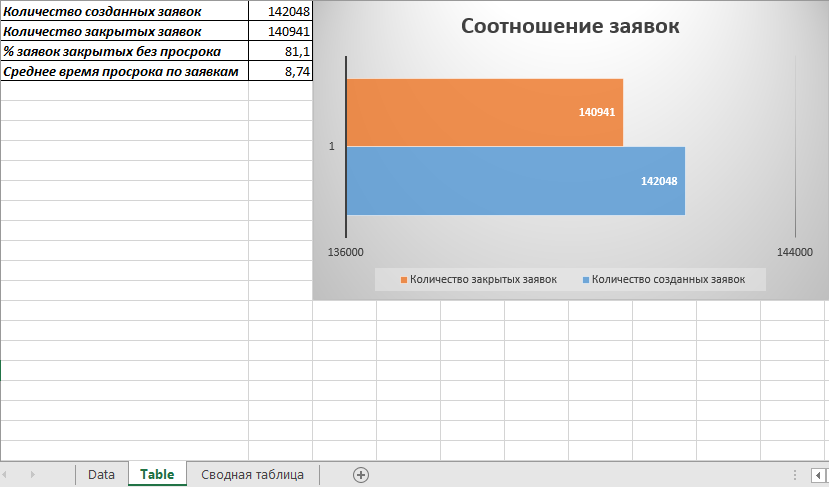 Количество созданных заявок 142048
Количество закрытых заявок 140941
% заявок закрытых без просрока 81,1
Среднее время просрока по заявкам 8,74
Соотношение заявок
140941
1
142048
136000 144000
Количество закрытых заявок Количество созданных заявок
Data Table Сводная таблица